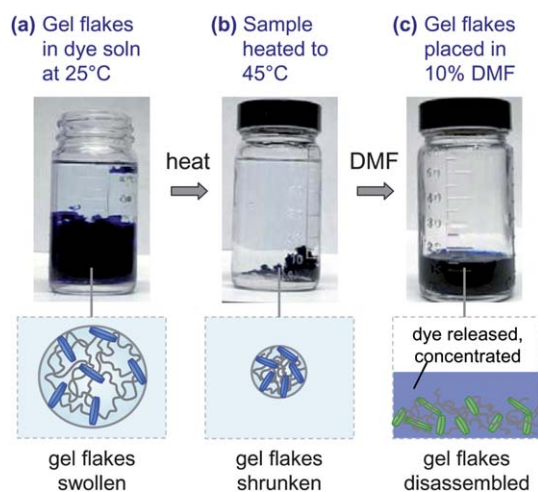 (a) Gel flakes
in dye soln
at 25°C
(b) Sample
heated to
45°C
(c) Gel flakes
placed in
10% DMF
heat
DMF
dye released,
concentrated
gel flakes
swollen
gel flakes
shrunken
gel flakes
disassembled